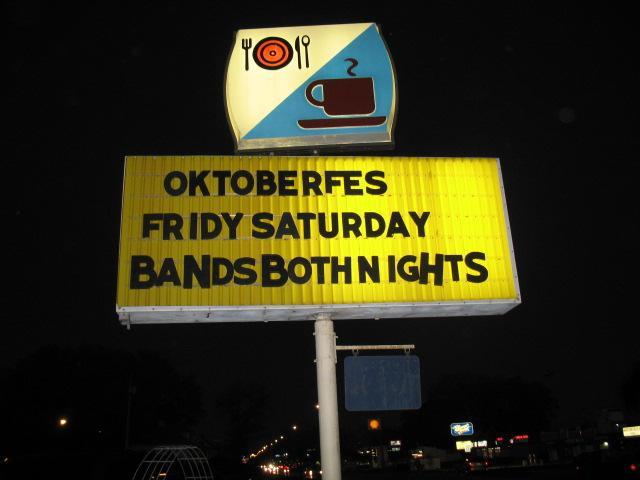 OKTOBERFES
FRIDY SATURDAY
BANDS BOTH NIGHTS